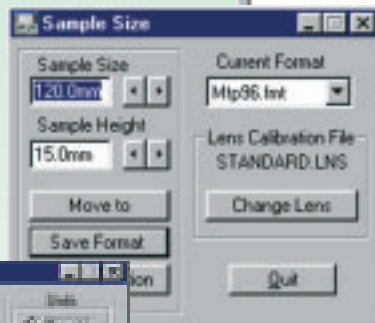 Sample Size
Sample Size
120.0mm
Sample Height
15.0mm
Move to
Save Format
Current Format
Mtp96.fmt
Lens Calibration File
STANDARD.LNS
Change Lens
Quit